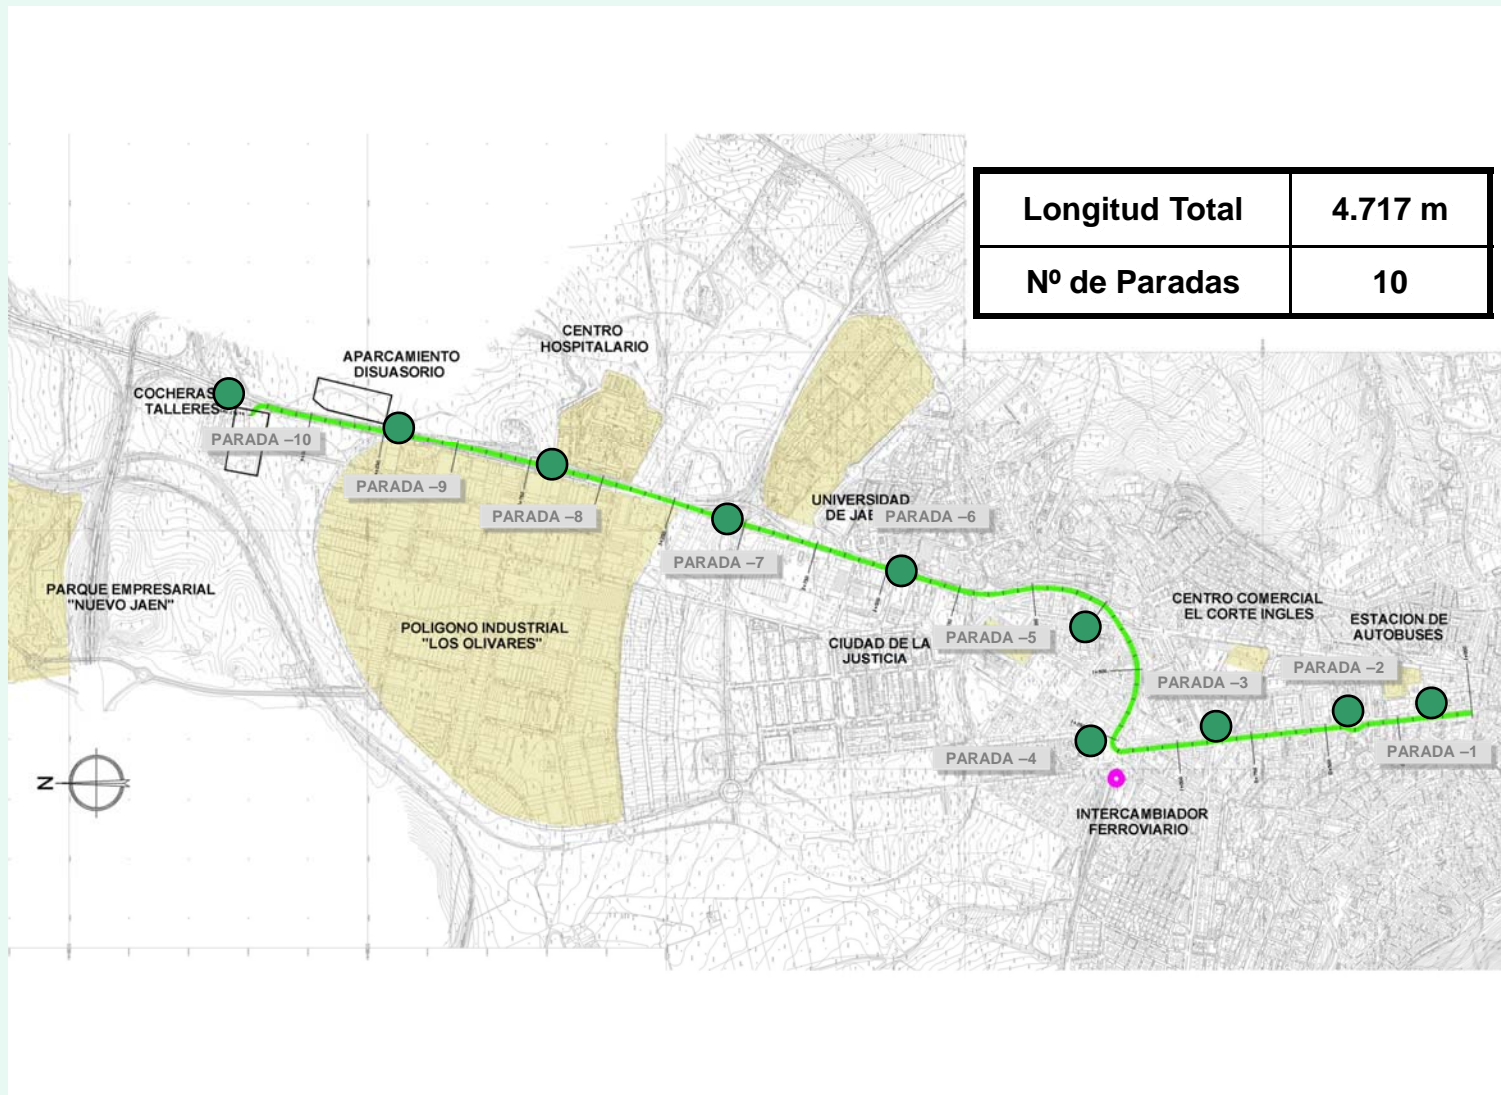 Longitud Total 4.717 m
Nº de Paradas 10
CENTRO
HOSPITALARIO
APARCAMIENTO
DISUASORIO
COCHERAS
TALLERES
PARADA –10
PARADA –9
PARADA –8
UNIVERSIDAD
DE JAE
PARADA –6
PARADA –7
PARQUE EMPRESARIAL
"NUEVO JAEN"
POLIGONO INDUSTRIAL
"LOS OLIVARES"
CIUDAD DE LA
JUSTICIA
PARADA –5
CENTRO COMERCIAL
EL CORTE INGLES
ESTACION DE
AUTOBUSES
PARADA –2
PARADA –3
PARADA –1
PARADA –4
N
INTERCAMBIADOR
FERROVIARIO